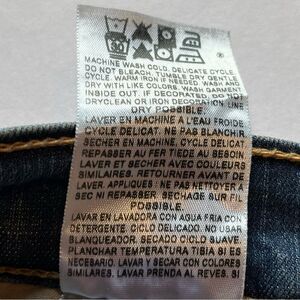 MACHINE WASH COLD. DELICATE CYCLE.
DO NOT BLEACH. TUMBLE DRY GENTLE
CYCLE. WARM IRON IF NEEDED. WASH AND
DRY WITH LIKE COLORS. WASH GARMENT
INSIDE OUT. IF DECORATED, DO NOT
DRYCLEAN OR IRON DECORATION. LINE
DRY POSSIBLE.
LAVER EN MACHINE A L'EAU FROIDE
CYCLE DELICAT. NE PAS BLANCHIR
SECHER EN MACHINE, CYCLE DELICAT
REPASSER AU FER TIEDE AU BESOIN
LAVER ET SECHER AVEC COULEURS
SIMILAIRES. RETOURNER AVANT DE
LAVER. APPLIQUES : NE PAS NETTOYER A
SEC NI REPASSER. SECHAGE SUR FIL
POSSIBLE.
LAVAR EN LAVADORA CON AGUA FRIA CON
DETERGENTE. CICLO DELICADO. NO USAR
BLANQUEADOR. SECADO CICLO SUAVE.
PLANCHAR TEMPERATURA TIBIA SI ES
NECESARIO. LAVAR Y SECAR CON COLORES
SIMILARES. LAVAR PRENDA AL REVES. SI